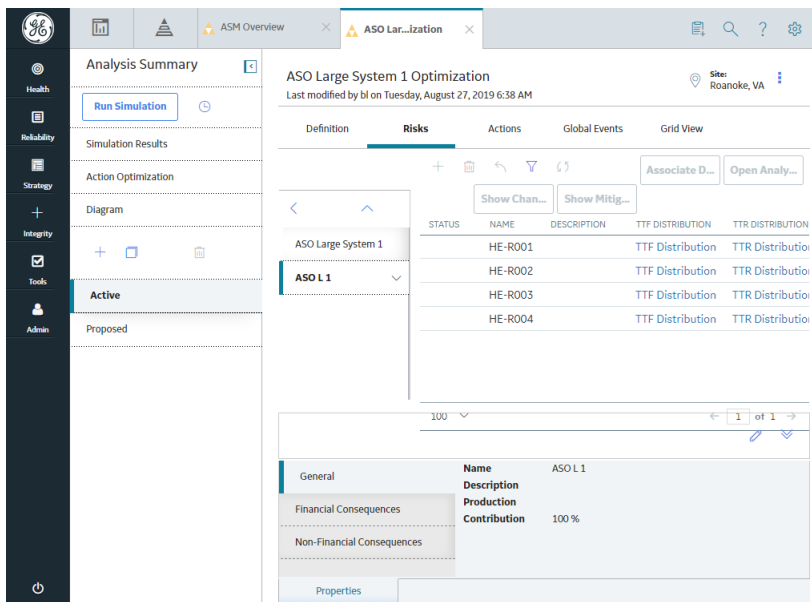 ASM Overview
ASO Lar...ization
Health
Reliability
Strategy
Integrity
Tools
Admin
Analysis Summary
Run Simulation
Simulation Results
Action Optimization
Diagram
Active
Proposed
ASO Large System 1 Optimization
Last modified by bl on Tuesday, August 27, 2019 6:38 AM
Site:
Roanoke, VA
Definition Risks Actions Global Events Grid View
Associate D... Open Analy...
Show Chan... Show Mitig...
ASO Large System 1
ASO L 1
STATUS NAME DESCRIPTION TTF DISTRIBUTION TTR DISTRIBUTION
HE-R001 TTF Distribution TTR Distributio
HE-R002 TTF Distribution TTR Distributio
HE-R003 TTF Distribution TTR Distributio
HE-R004 TTF Distribution TTR Distributio
100 1 of 1
General
Financial Consequences
Non-Financial Consequences
Name ASO L 1
Description
Production
Contribution 100 %
Properties